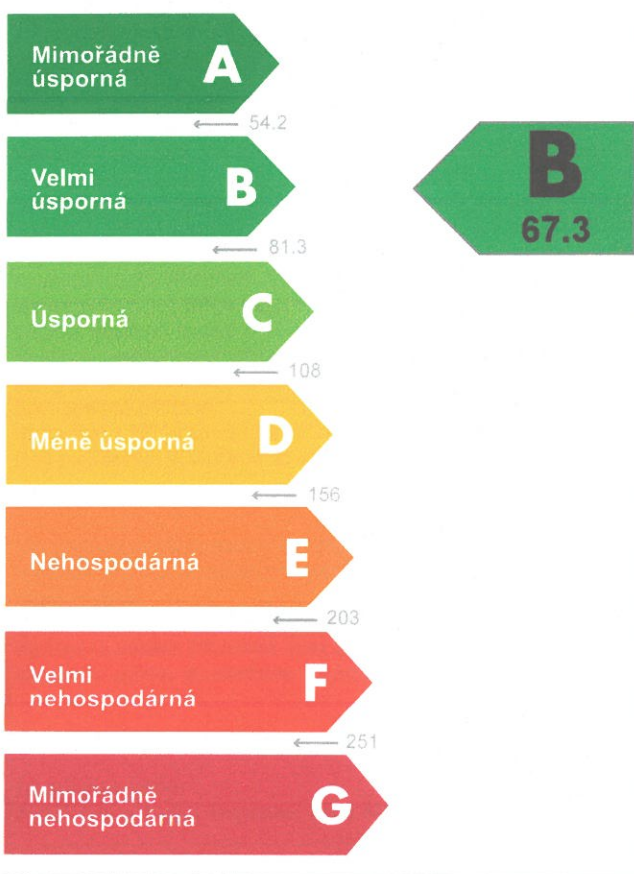 Mimořádně
úsporná
A
54.2
Velmi
úsporná
B
B
67.3
81.3
Úsporná
C
108
Méně úsporná
D
156
Nehospodárná
E
203
Velmi
nehospodárná
F
251
Mimořádně
nehospodárná
G